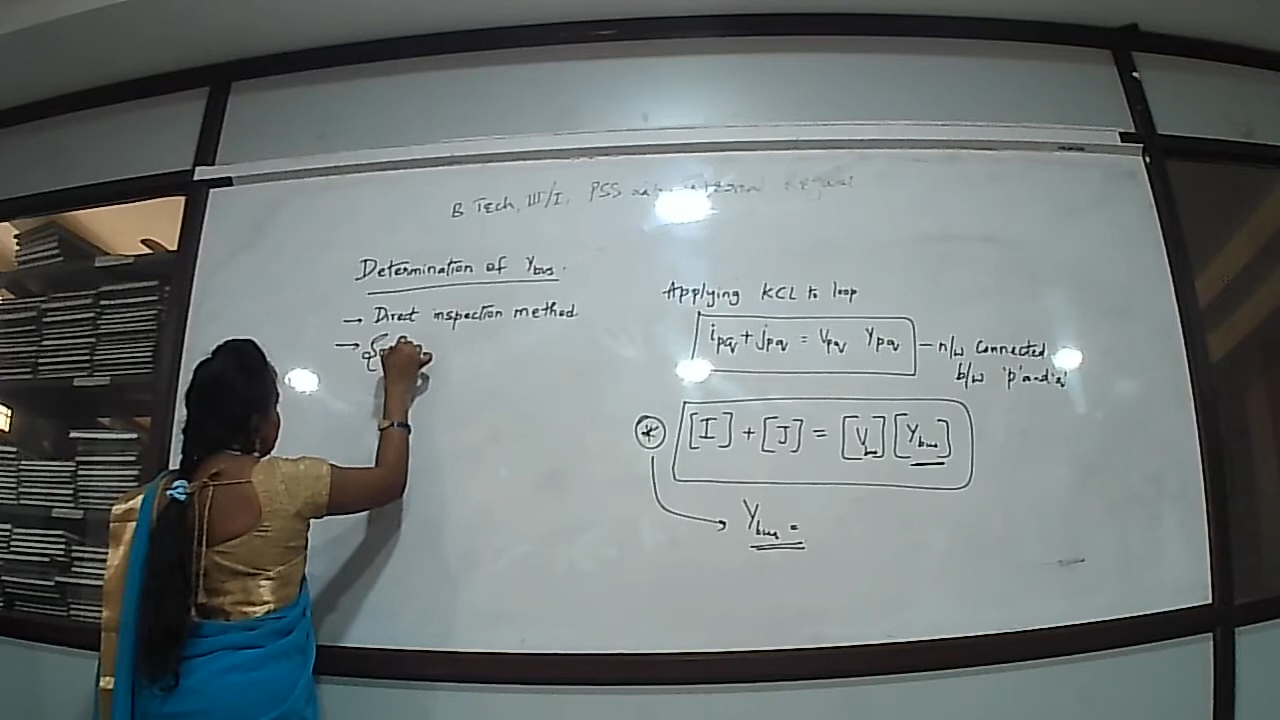 B Tech, III/I, PSS
Determination of Ybus.
→ Direct inspection method
→
Applying KCL to loop
ipq + jpq = Vpq Ypq — n/w Connected
b/w 'p' and 'q'
* [I] + [J] = [V] [Ybus]
Ybus =